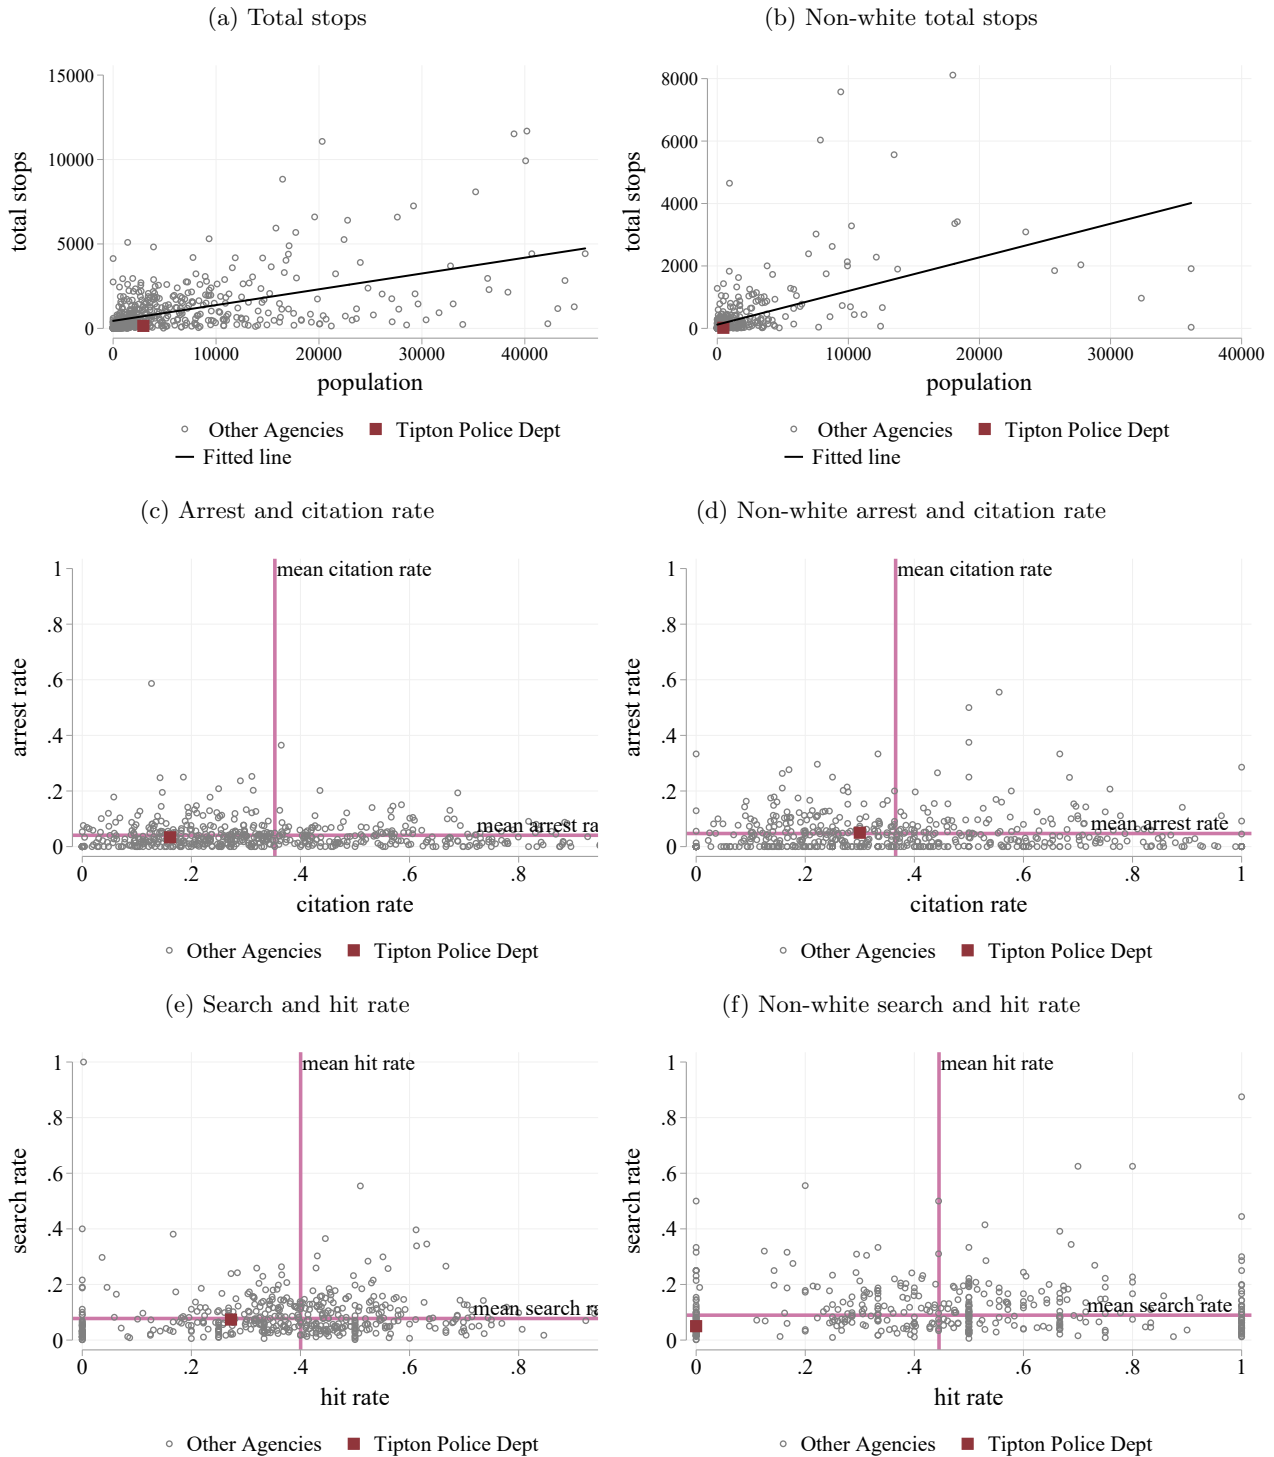 (a) Total stops
(b) Non-white total stops
15000
10000
5000
0
total stops
0 10000 20000 30000 40000
population
Other Agencies Tipton Police Dept
Fitted line
8000
6000
4000
2000
0
total stops
0 10000 20000 30000 40000
population
Other Agencies Tipton Police Dept
Fitted line
(c) Arrest and citation rate
(d) Non-white arrest and citation rate
1
.8
.6
.4
.2
0
arrest rate
mean citation rate
mean arrest ra
0 .2 .4 .6 .8
citation rate
Other Agencies Tipton Police Dept
1
.8
.6
.4
.2
0
arrest rate
mean citation rate
mean arrest rate
0 .2 .4 .6 .8 1
citation rate
Other Agencies Tipton Police Dept
(e) Search and hit rate
(f) Non-white search and hit rate
1
.8
.6
.4
.2
0
search rate
mean hit rate
mean search ra
0 .2 .4 .6 .8
hit rate
Other Agencies Tipton Police Dept
1
.8
.6
.4
.2
0
search rate
mean hit rate
mean search rate
0 .2 .4 .6 .8 1
hit rate
Other Agencies Tipton Police Dept